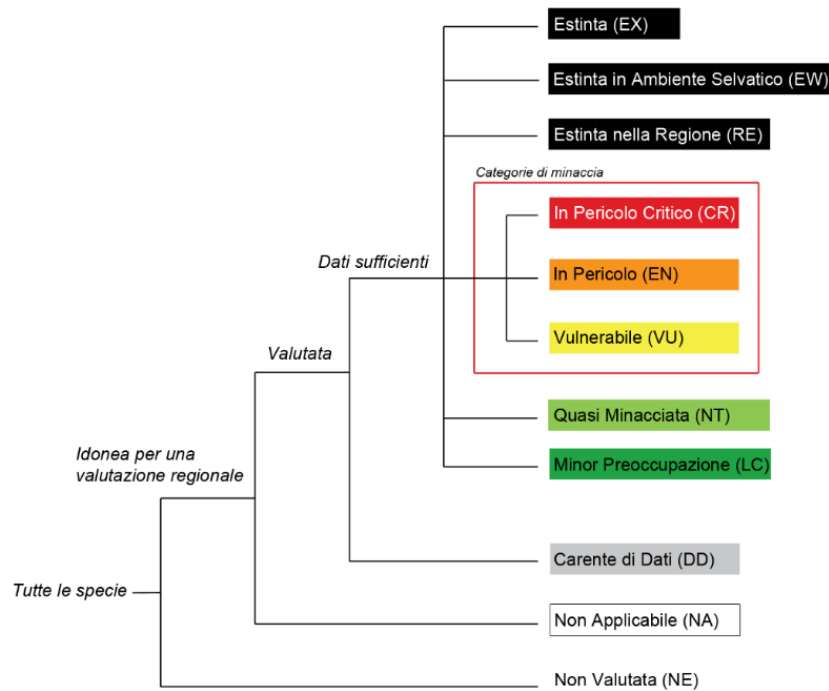 Estinta (EX)
Estinta in Ambiente Selvatico (EW)
Estinta nella Regione (RE)
Categorie di minaccia
In Pericolo Critico (CR)
Dati sufficienti
In Pericolo (EN)
Vulnerabile (VU)
Valutata
Quasi Minacciata (NT)
Idonea per una
valutazione regionale
Minor Preoccupazione (LC)
Carente di Dati (DD)
Tutte le specie
Non Applicabile (NA)
Non Valutata (NE)